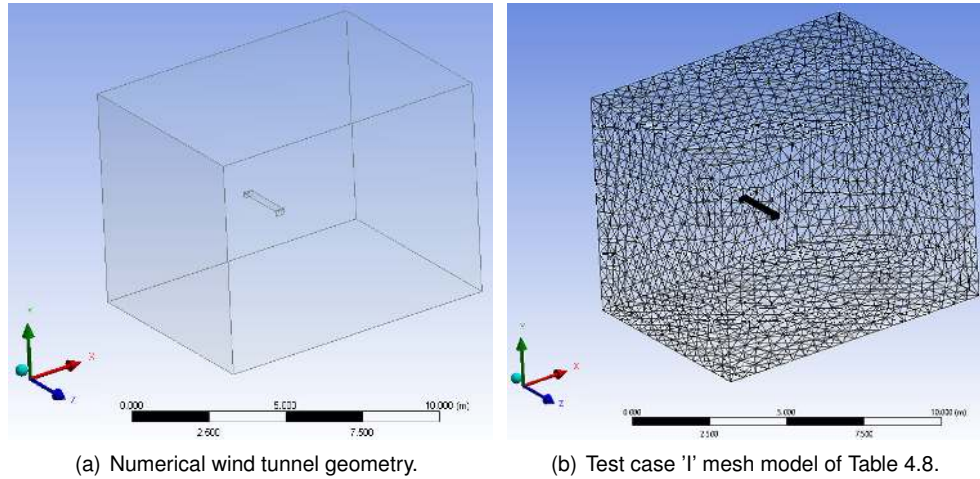 Y
X
Z
0.000
5.000
10.000 (m)
2.500
7.500
(a) Numerical wind tunnel geometry.
Y
X
Z
0.000
5.000
10.000 (m)
2.500
7.500
(b) Test case 'I' mesh model of Table 4.8.